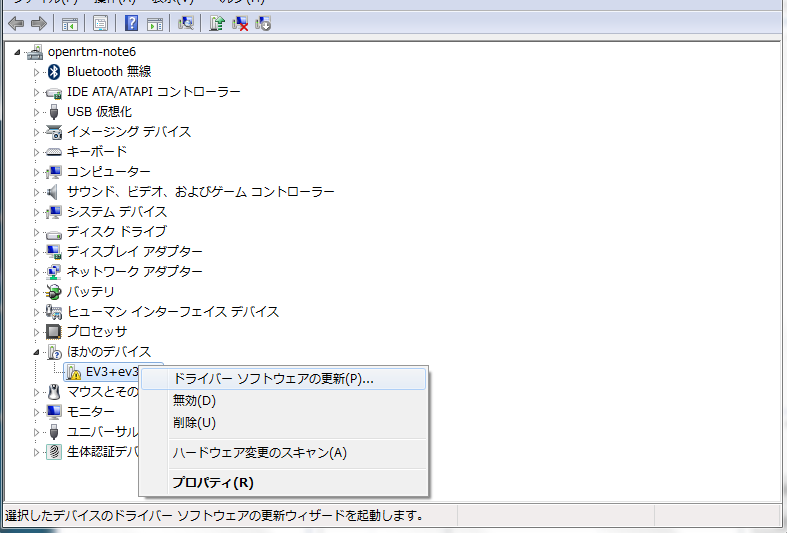 openrtm-note6
Bluetooth 無線
IDE ATA/ATAPI コントローラー
USB 仮想化
イメージング デバイス
キーボード
コンピューター
サウンド、ビデオ、およびゲーム コントローラー
システム デバイス
ディスク ドライブ
ディスプレイ アダプター
ネットワーク アダプター
バッテリ
ヒューマン インターフェイス デバイス
プロセッサ
ほかのデバイス
EV3+ev3
マウスとその
モニター
ユニバーサル
生体認証デバ
ドライバー ソフトウェアの更新(P)...
無効(D)
削除(U)
ハードウェア変更のスキャン(A)
プロパティ(R)
選択したデバイスのドライバー ソフトウェアの更新ウィザードを起動します。